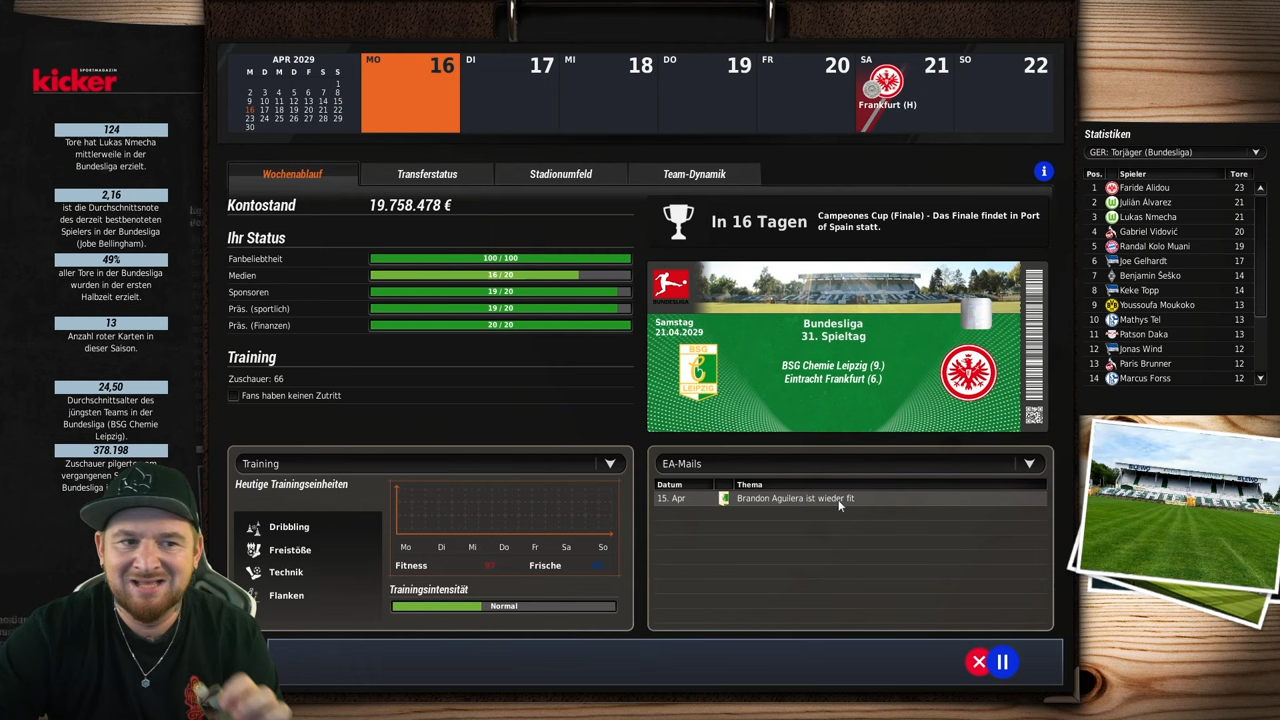 SPORTMAGAZIN
kicker
124
Tore hat Lukas Nmecha
mittlerweile in der
Bundesliga erzielt.
2,16
ist die Durchschnittsnote
des derzeit bestbenoteten
Spielers in der Bundesliga
(Jobe Bellingham).
49%
aller Tore in der Bundesliga
wurden in der ersten
Halbzeit erzielt.
13
Anzahl roter Karten in
dieser Saison.
24,50
Durchschnittsalter des
jüngsten Teams in der
Bundesliga (BSG Chemie
Leipzig).
378.198
Zuschauer pilgerten am
vergangenen
Bundesliga
APR 2029
M D M D F S S
1
2 3 4 5 6 7 8
9 10 11 12 13 14 15
16 17 18 19 20 21 22
23 24 25 26 27 28 29
30
MO 16
DI 17
MI 18
DO 19
FR 20
SA 21
Frankfurt (H)
SO 22
Wochenablauf Transferstatus Stadionumfeld Team-Dynamik
Kontostand 19.758.478 €
Ihr Status
Fanbeliebtheit 100 / 100
Medien 16 / 20
Sponsoren 19 / 20
Präs. (sportlich) 19 / 20
Präs. (Finanzen) 20 / 20
Training
Zuschauer: 66
Fans haben keinen Zutritt
In 16 Tagen
Campeones Cup (Finale) - Das Finale findet in Port
of Spain statt.
BUNDESLIGA
Samstag
21.04.2029
Bundesliga
31. Spieltag
BSG Chemie Leipzig (9.)
Eintracht Frankfurt (6.)
BSG
LEIPZIG
Training
Heutige Trainingseinheiten
Dribbling
Freistöße
Technik
Flanken
Mo Di Mi Do Fr Sa So
Fitness 97 Frische
Trainingsintensität
Normal
EA-Mails
Datum Thema
15. Apr Brandon Aguilera ist wieder fit
Statistiken
GER: Torjäger (Bundesliga)
Pos. Spieler Tore
1 Faride Alidou 23
2 Julián Álvarez 21
3 Lukas Nmecha 21
4 Gabriel Vidović 20
5 Randal Kolo Muani 19
6 Joe Gelhardt 17
7 Benjamin Šeško 14
8 Keke Topp 14
9 Youssoufa Moukoko 13
10 Mathys Tel 13
11 Patson Daka 13
12 Jonas Wind 12
13 Paris Brunner 12
14 Marcus Forss 12